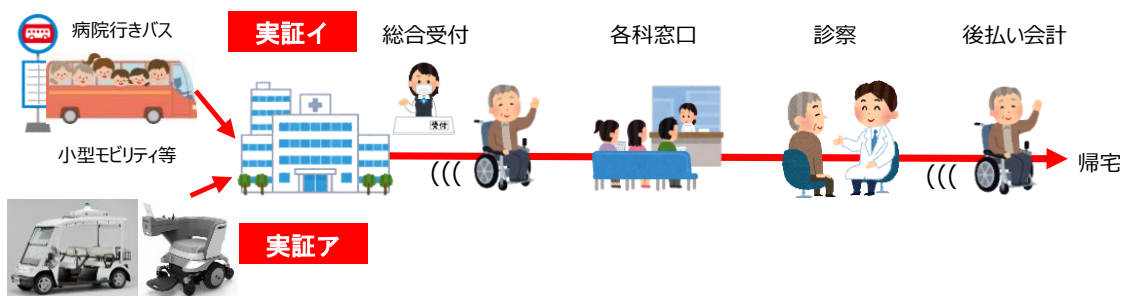 病院行きバス
実証イ
総合受付
各科窓口
診察
後払い会計
受付
小型モビリティ等
(((
(((
帰宅
実証ア